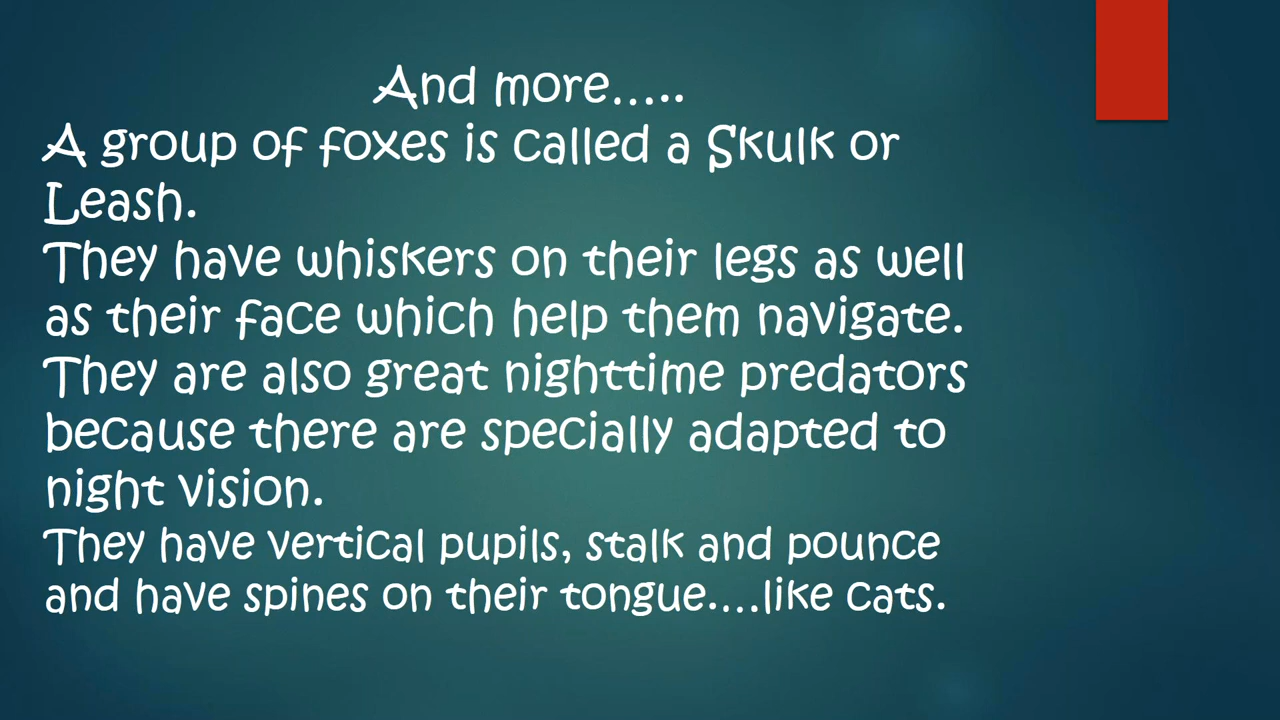 And more.....
A group of foxes is called a Skulk or
Leash.
They have whiskers on their legs as well
as their face which help them navigate.
They are also great nighttime predators
because there are specially adapted to
night vision.
They have vertical pupils, stalk and pounce
and have spines on their tongue....like cats.